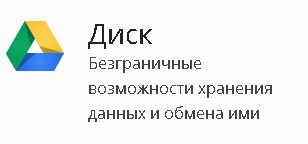 Диск
Безграничные
возможности хранения
данных и обмена ими